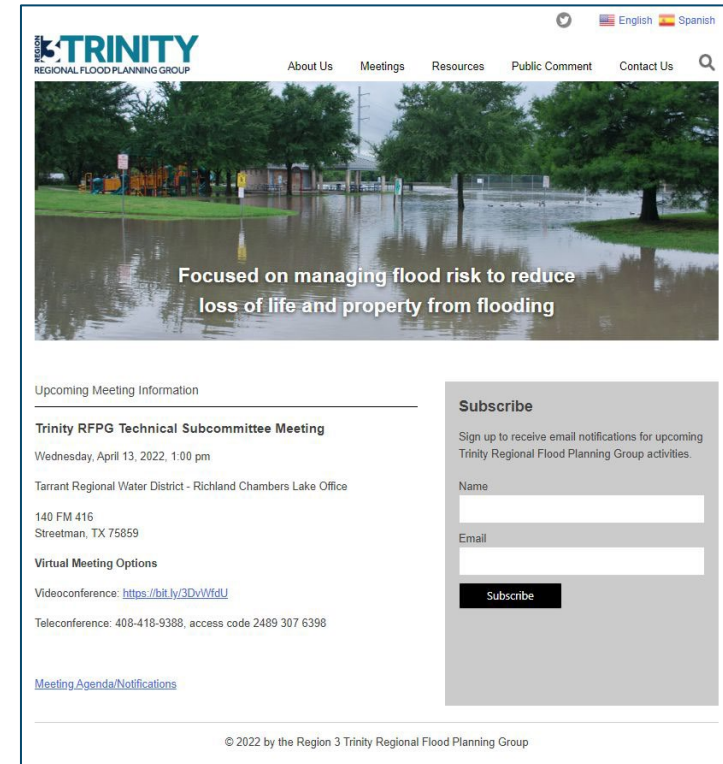 English Spanish
REGION 3 TRINITY
REGIONAL FLOOD PLANNING GROUP
About Us Meetings Resources Public Comment Contact Us
Focused on managing flood risk to reduce
loss of life and property from flooding
Upcoming Meeting Information
Trinity RFPG Technical Subcommittee Meeting
Wednesday, April 13, 2022, 1:00 pm
Tarrant Regional Water District - Richland Chambers Lake Office
140 FM 416
Streetman, TX 75859
Virtual Meeting Options
Videoconference: https://bit.ly/3DvWfdU
Teleconference: 408-418-9388, access code 2489 307 6398
Meeting Agenda/Notifications
Subscribe
Sign up to receive email notifications for upcoming
Trinity Regional Flood Planning Group activities.
Name
Email
Subscribe
© 2022 by the Region 3 Trinity Regional Flood Planning Group